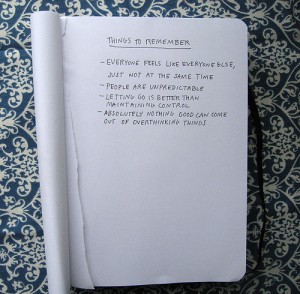 THINGS TO REMEMBER
- EVERYONE FEELS LIKE EVERYONE ELSE,
JUST NOT AT THE SAME TIME
- PEOPLE ARE UNPREDICTABLE
- LETTING GO IS BETTER THAN
MAINTAINING CONTROL
- ABSOLUTELY NOTHING GOOD CAN COME
OUT OF OVERTHINKING THINGS